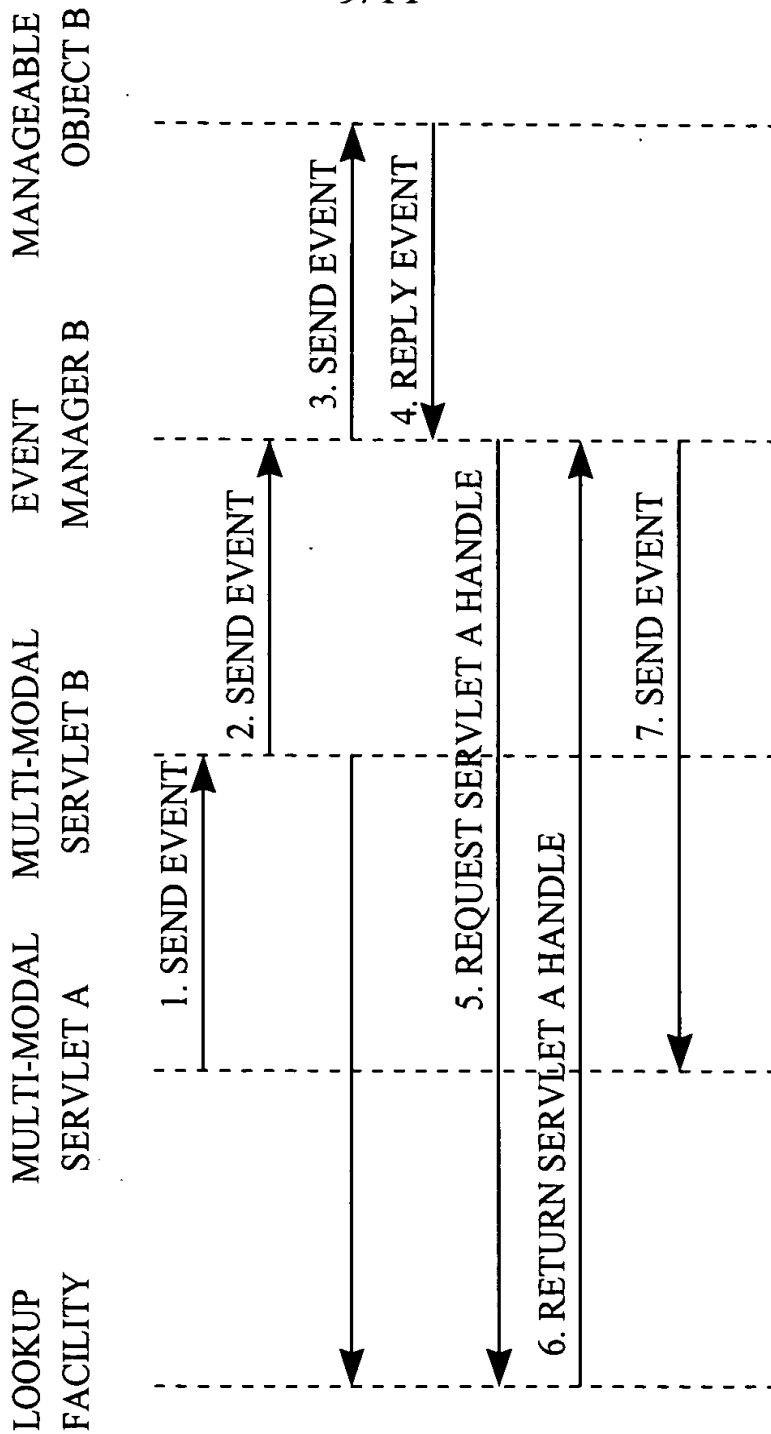 LOOKUP
FACILITY
MULTI-MODAL
SERVLET A
MULTI-MODAL
SERVLET B
EVENT
MANAGER B
MANAGEABLE
OBJECT B
1. SEND EVENT
2. SEND EVENT
3. SEND EVENT
4. REPLY EVENT
5. REQUEST SERVLET A HANDLE
6. RETURN SERVLET A HANDLE
7. SEND EVENT